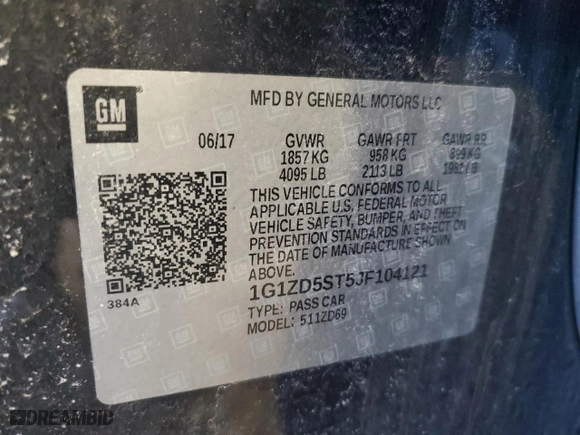 GM
MFD BY GENERAL MOTORS LLC
06/17 GVWR GAWR FRT GAWR RR
1857 KG 958 KG 899 KG
4095 LB 2113 LB 1982 LB
THIS VEHICLE CONFORMS TO ALL
APPLICABLE U.S. FEDERAL MOTOR
VEHICLE SAFETY, BUMPER, AND THEFT
PREVENTION STANDARDS IN EFFECT ON
THE DATE OF MANUFACTURE SHOWN
ABOVE.
384A
1G1ZD5ST5JF104121
TYPE: PASS CAR
MODEL: 511ZD69
DREAMBID